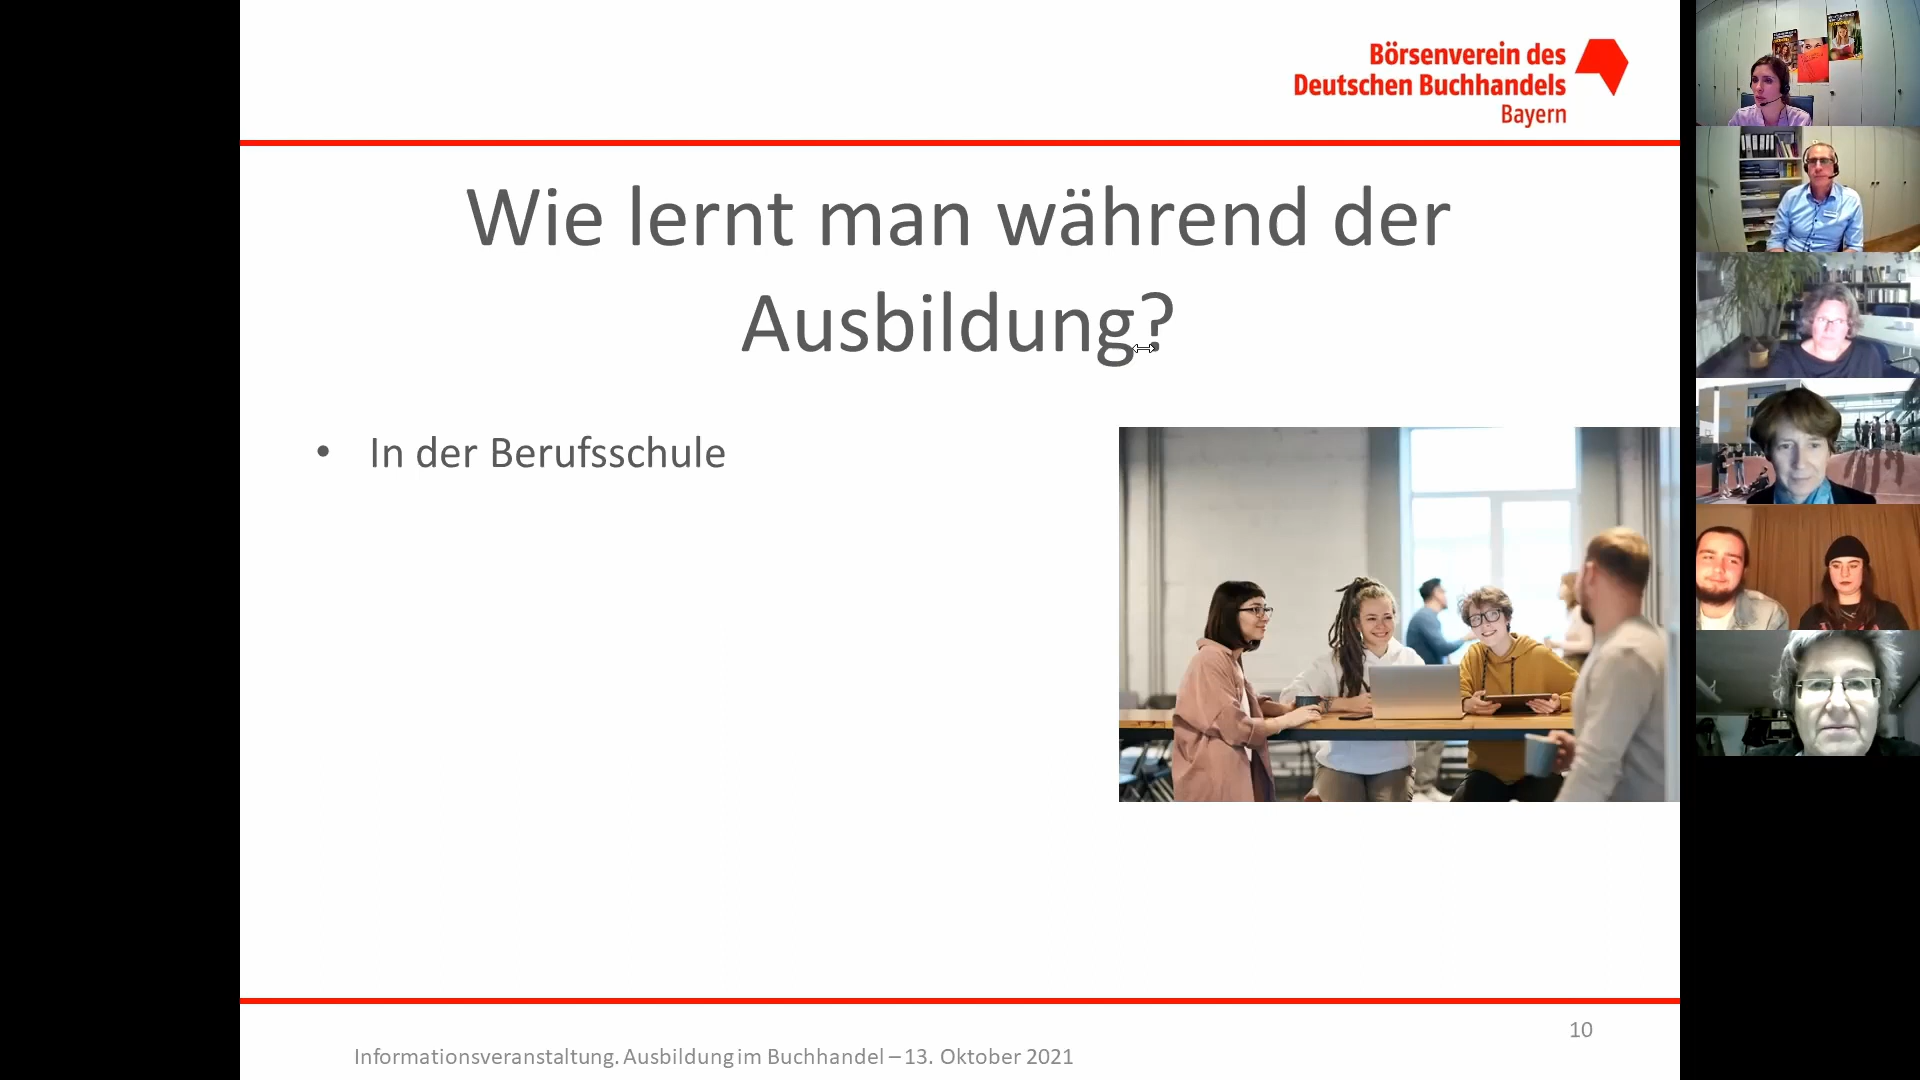 Börsenverein des
Deutschen Buchhandels
Bayern
Wie lernt man während der
Ausbildung?
• In der Berufsschule
10
Informationsveranstaltung. Ausbildung im Buchhandel – 13. Oktober 2021